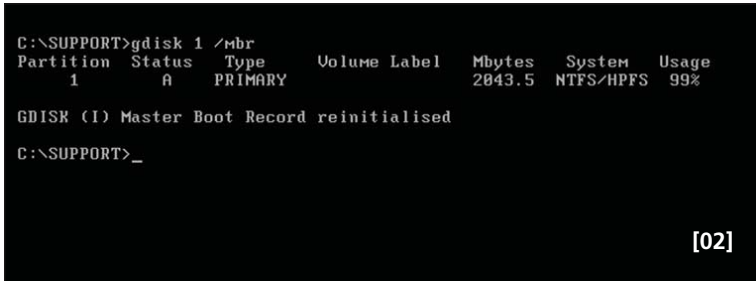 C:\SUPPORT>gdisk 1 /mbr
Partition  Status   Type      Volume Label    Mbytes   System   Usage
1         A     PRIMARY                        2043.5  NTFS/HPFS  99%
GDISK (I) Master Boot Record reinitialised
C:\SUPPORT>_
[02]